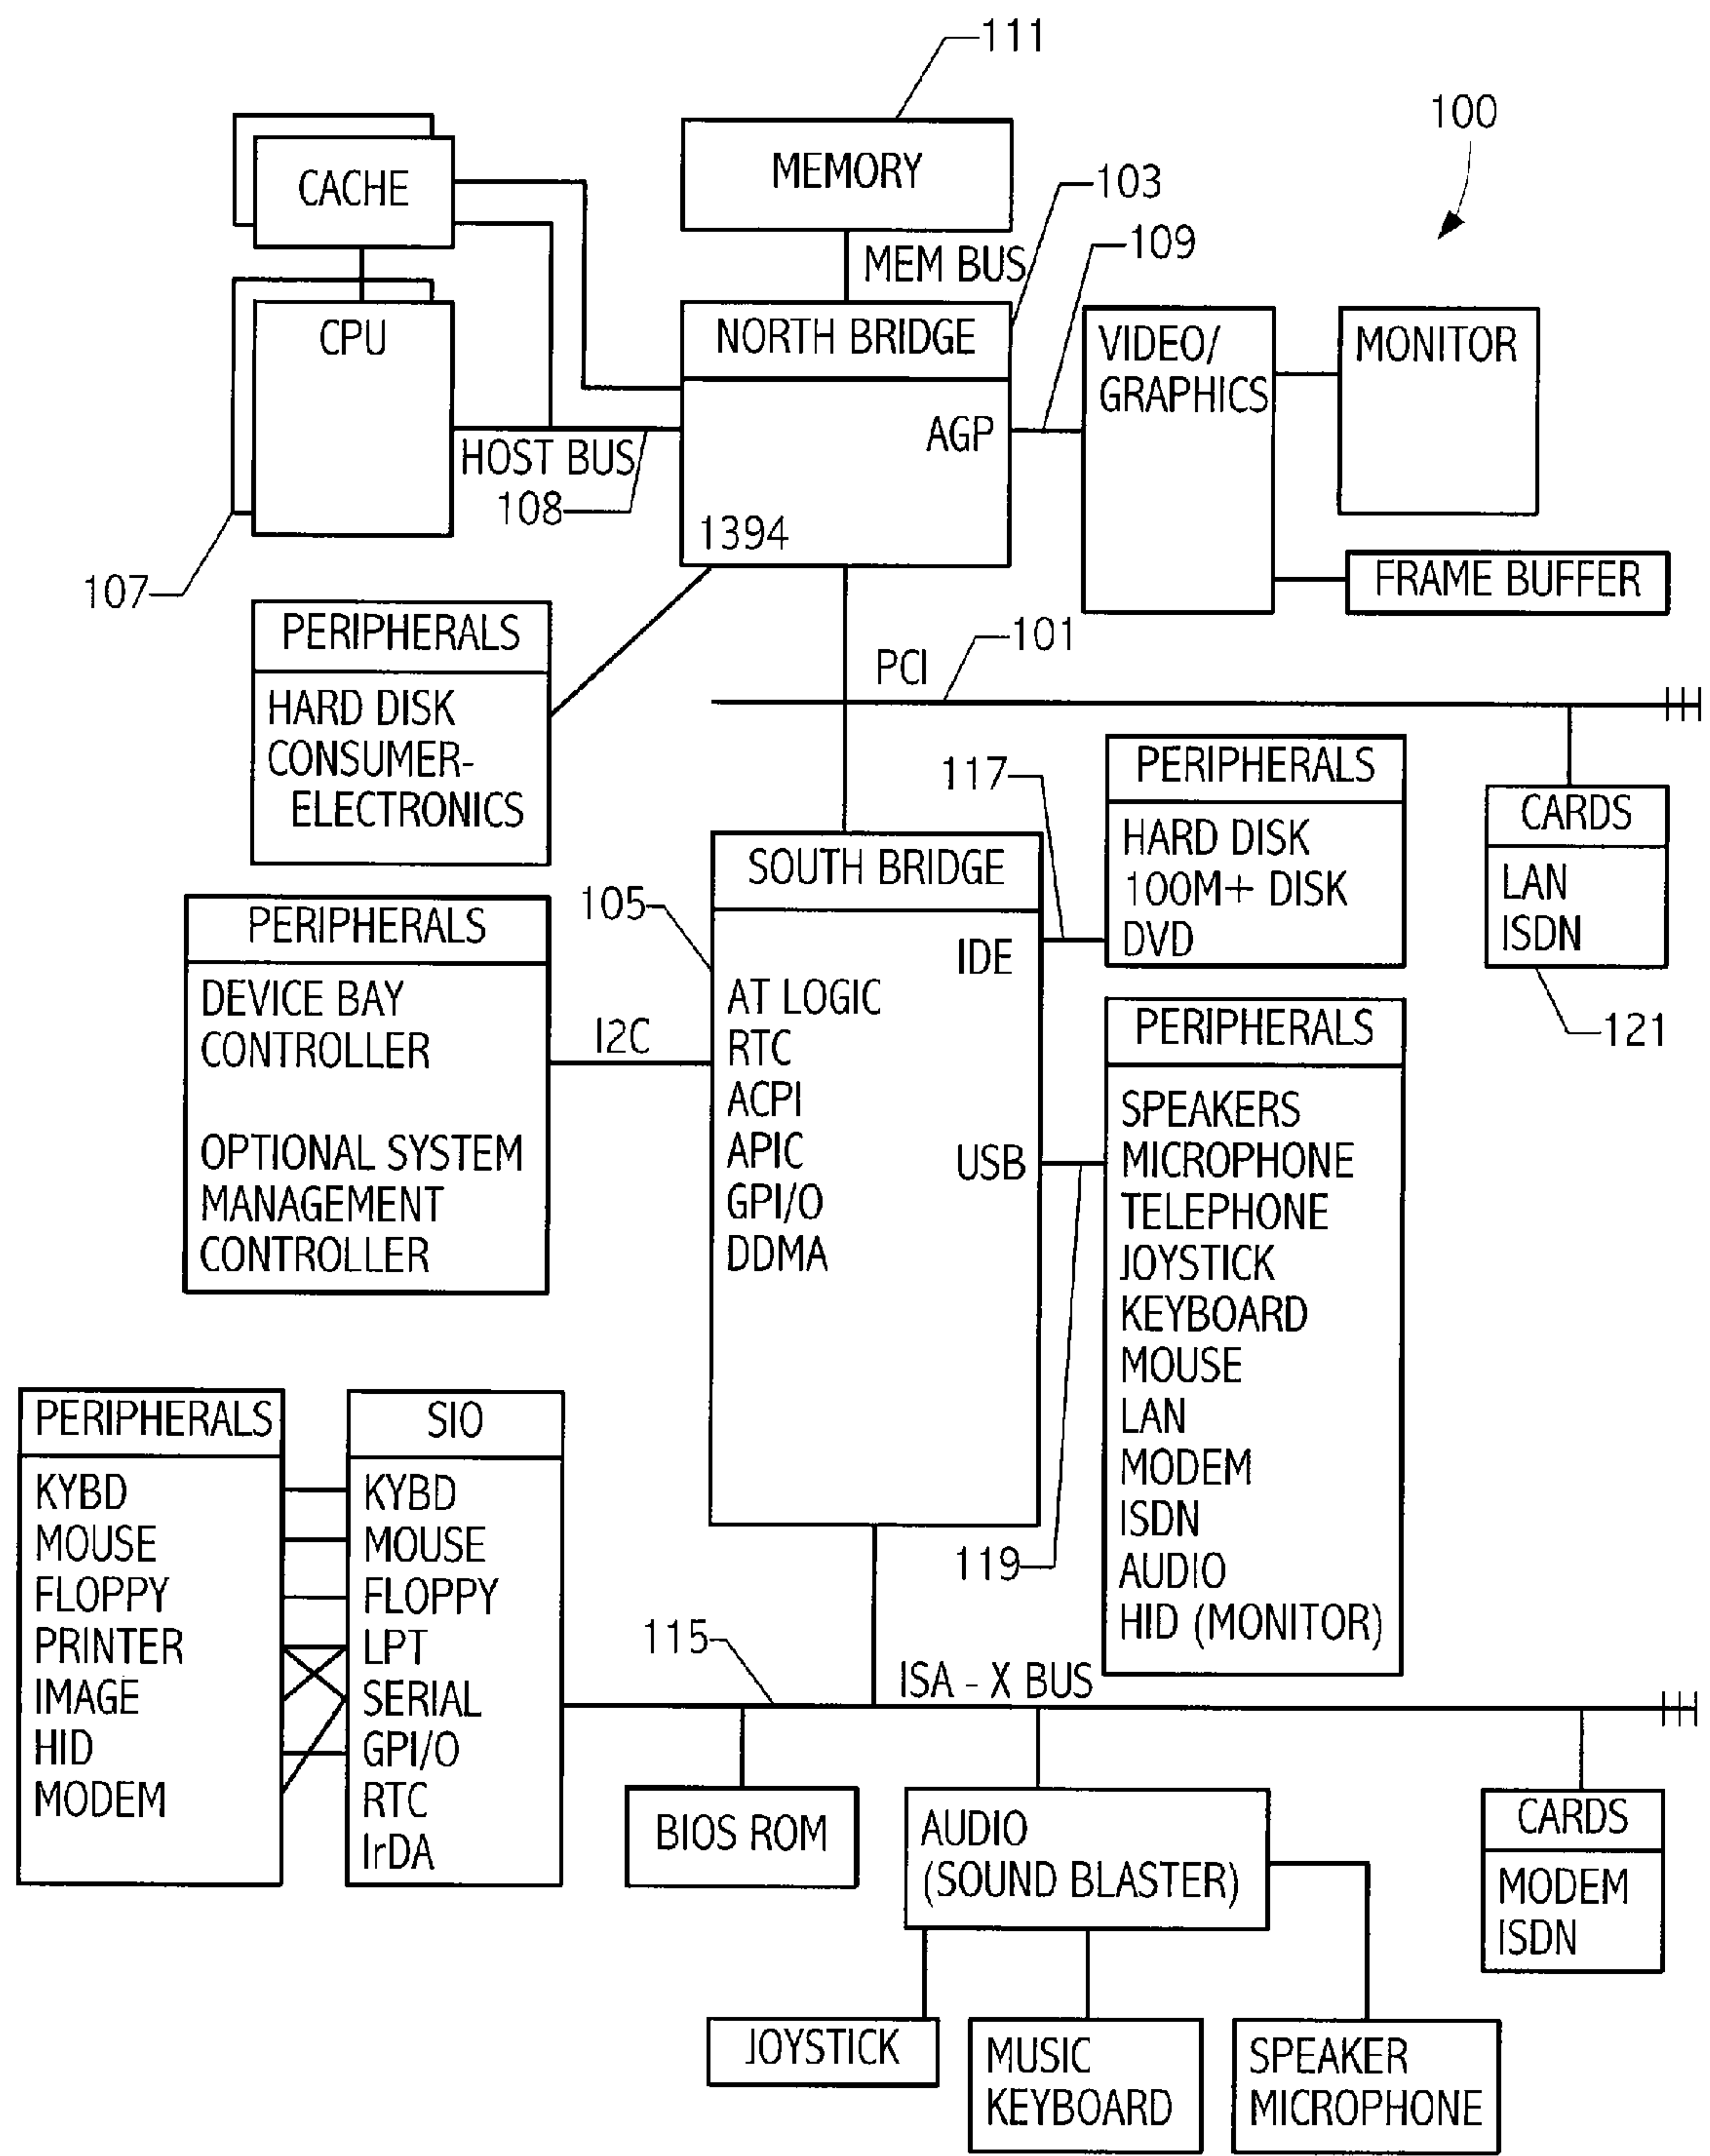 111
100
MEMORY
CACHE
103
109
MEM BUS
CPU
NORTH BRIDGE
VIDEO/
GRAPHICS
MONITOR
AGP
HOST BUS
108
1394
107
FRAME BUFFER
PERIPHERALS
HARD DISK
CONSUMER-
ELECTRONICS
101
PCI
117
PERIPHERALS
HARD DISK
100M+ DISK
DVD
CARDS
LAN
ISDN
121
105
SOUTH BRIDGE
IDE
AT LOGIC
RTC
ACPI
APIC
GPI/O
DDMA
USB
PERIPHERALS
DEVICE BAY
CONTROLLER
OPTIONAL SYSTEM
MANAGEMENT
CONTROLLER
I2C
PERIPHERALS
SPEAKERS
MICROPHONE
TELEPHONE
JOYSTICK
KEYBOARD
MOUSE
LAN
MODEM
ISDN
AUDIO
HID (MONITOR)
119
PERIPHERALS
KYBD
MOUSE
FLOPPY
PRINTER
IMAGE
HID
MODEM
SIO
KYBD
MOUSE
FLOPPY
LPT
SERIAL
GPI/O
RTC
IrDA
115
ISA - X BUS
BIOS ROM
AUDIO
(SOUND BLASTER)
CARDS
MODEM
ISDN
JOYSTICK
MUSIC
KEYBOARD
SPEAKER
MICROPHONE